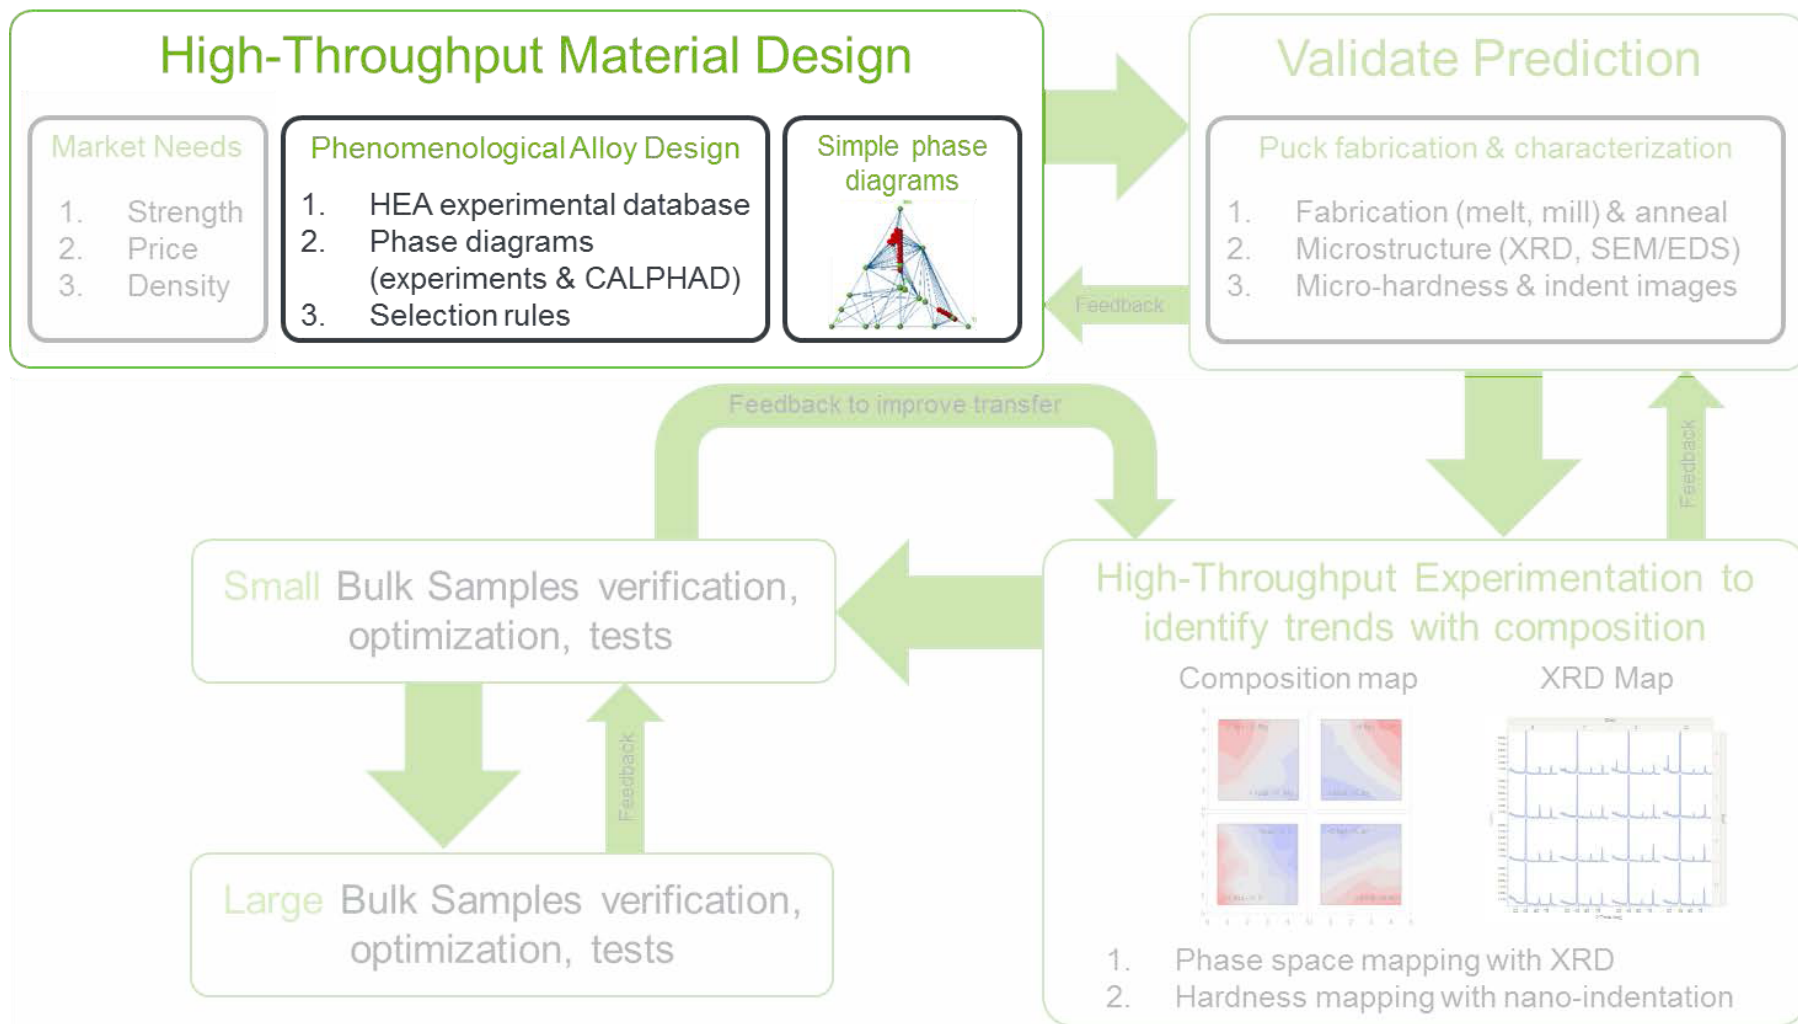 High-Throughput Material Design
Market Needs
1. Strength
2. Price
3. Density
Phenomenological Alloy Design
1. HEA experimental database
2. Phase diagrams
(experiments & CALPHAD)
3. Selection rules
Simple phase
diagrams
Validate Prediction
Puck fabrication & characterization
1. Fabrication (melt, mill) & anneal
2. Microstructure (XRD, SEM/EDS)
3. Micro-hardness & indent images
Feedback
Feedback
Feedback to improve transfer
High-Throughput Experimentation to
identify trends with composition
Composition map
XRD Map
1. Phase space mapping with XRD
2. Hardness mapping with nano-indentation
Small Bulk Samples verification,
optimization, tests
Feedback
Large Bulk Samples verification,
optimization, tests